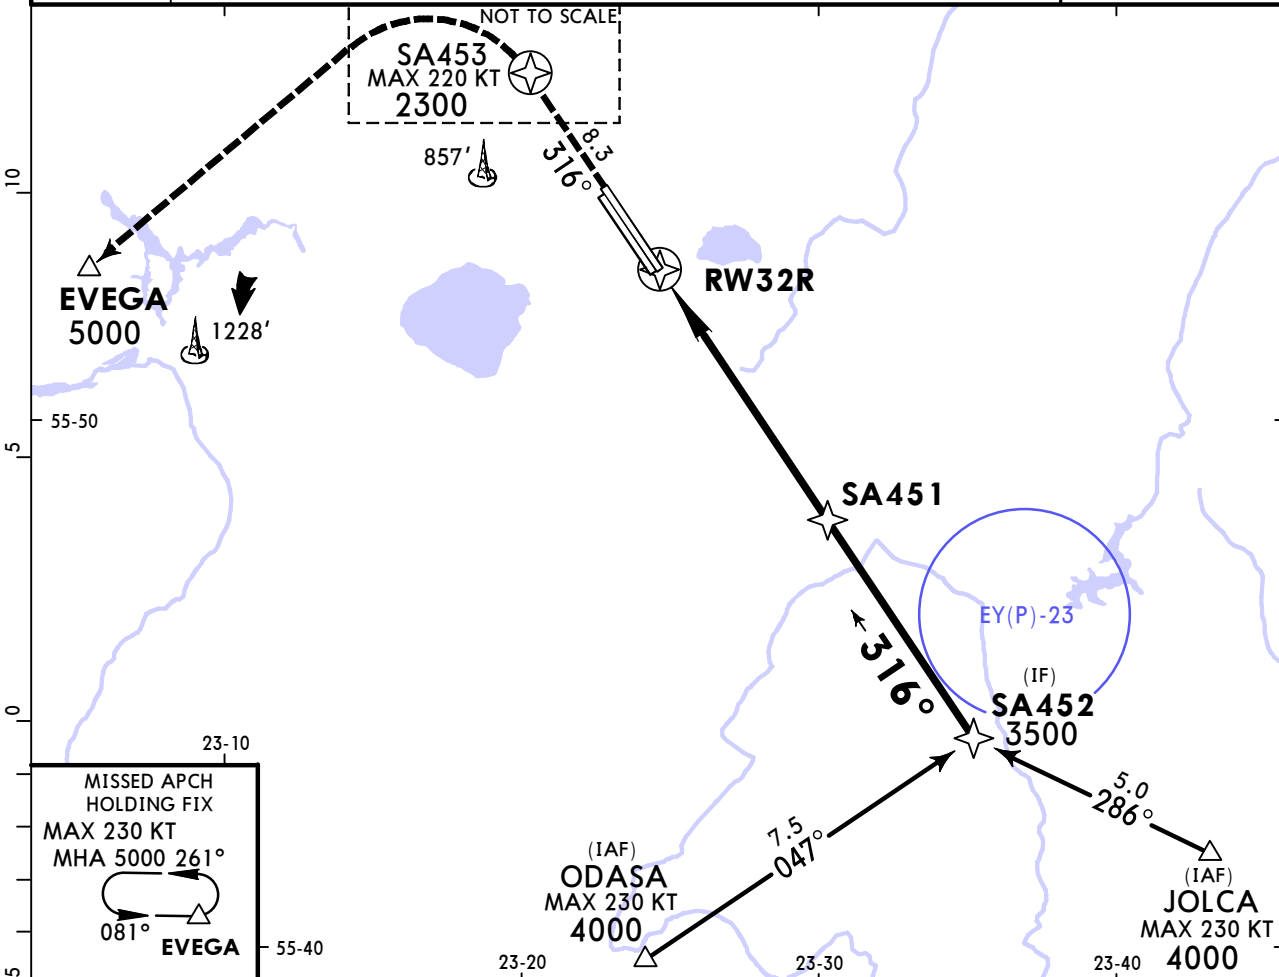 NOT TO SCALE
SA453
MAX 220 KT
2300
8.3
316°
857'
10
RW32R
EVEGA
5000
1228'
55-50
5
SA451
EY(P)-23
316°
(IF)
SA452
3500
0
23-10
5.0
286°
7.5
047°
(IAF)
ODASA
MAX 230 KT
4000
(IAF)
JOLCA
MAX 230 KT
4000
MISSED APCH
HOLDING FIX
MAX 230 KT
MHA 5000 261°
081°
EVEGA
55-40
23-20
23-30
23-40
5